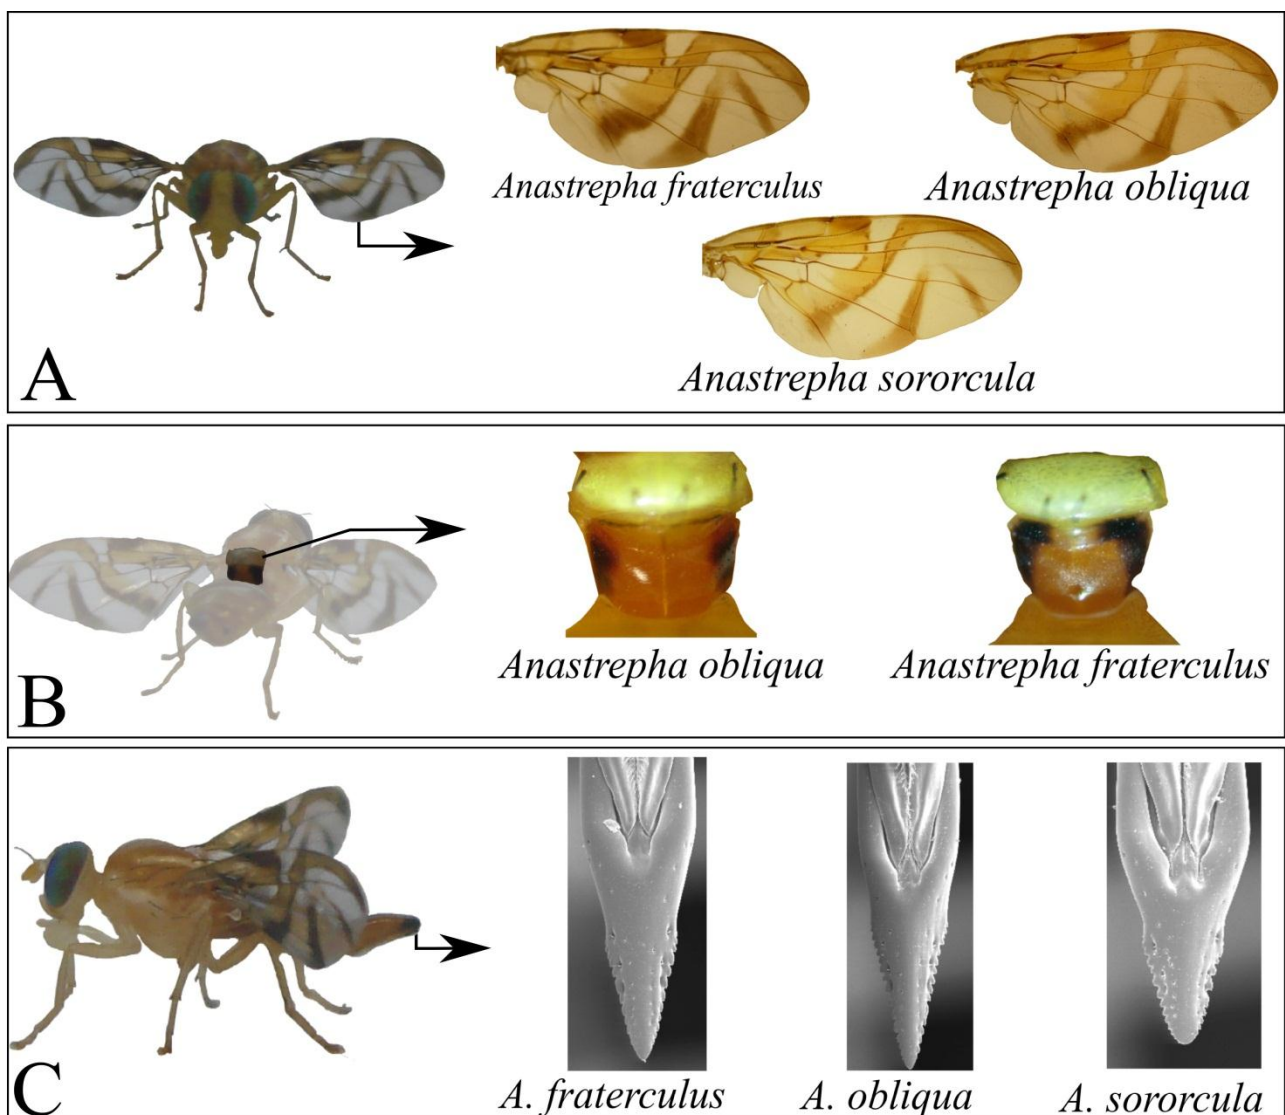 Anastrepha fraterculus
Anastrepha obliqua
Anastrepha sororcula
A
Anastrepha obliqua
Anastrepha fraterculus
B
A. fraterculus
A. obliqua
A. sororcula
C